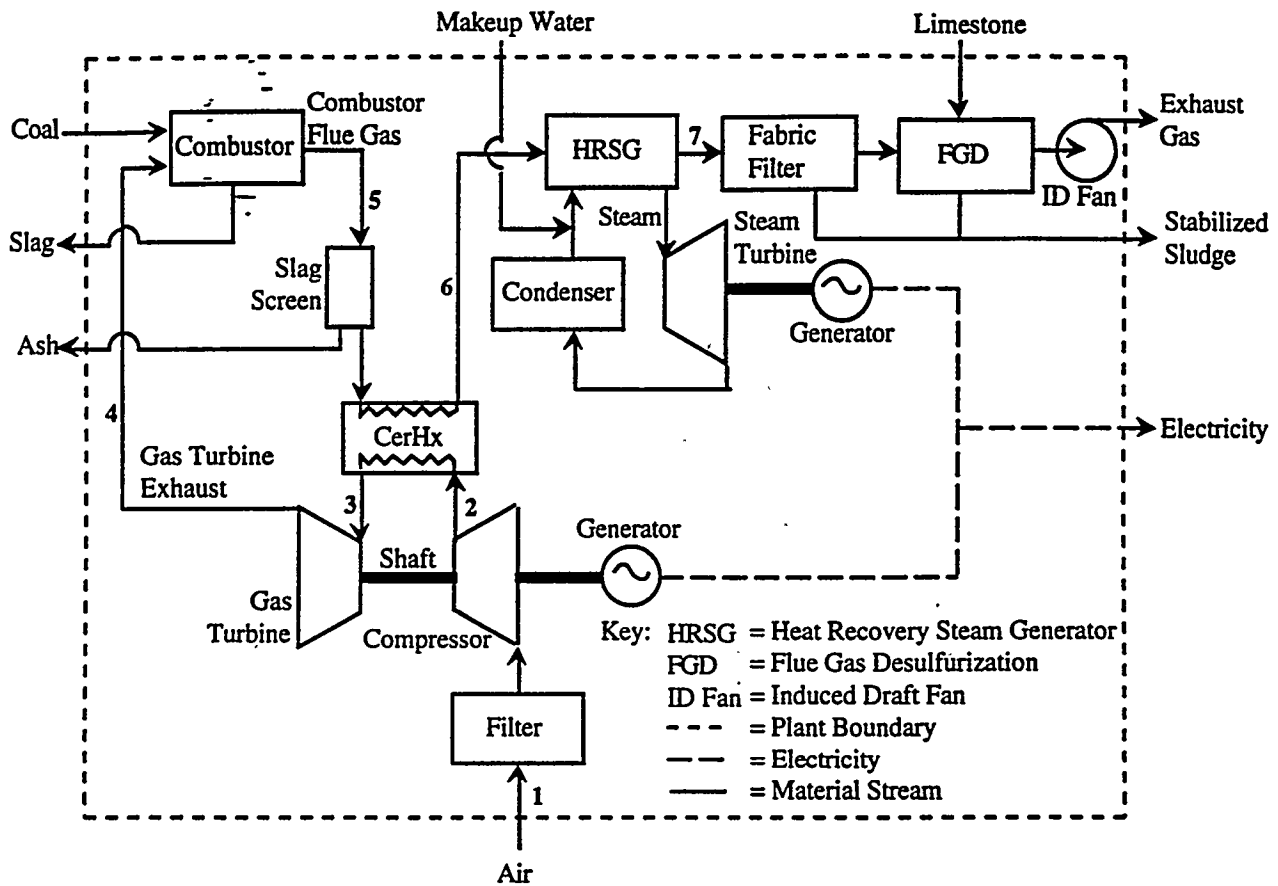 Makeup Water
Limestone
Coal
Combustor
Combustor
Flue Gas
HRSG
7
Fabric
Filter
FGD
Exhaust
Gas
ID Fan
5
Slag
Steam
Steam
Turbine
Stabilized
Sludge
Slag
Screen
6
Condenser
Generator
Ash
4
CerHx
Electricity
Gas Turbine
Exhaust
3
2
Generator
Shaft
Gas
Turbine
Compressor
Key:
HRSG = Heat Recovery Steam Generator
FGD = Flue Gas Desulfurization
ID Fan = Induced Draft Fan
= Plant Boundary
= Electricity
= Material Stream
Filter
1
Air